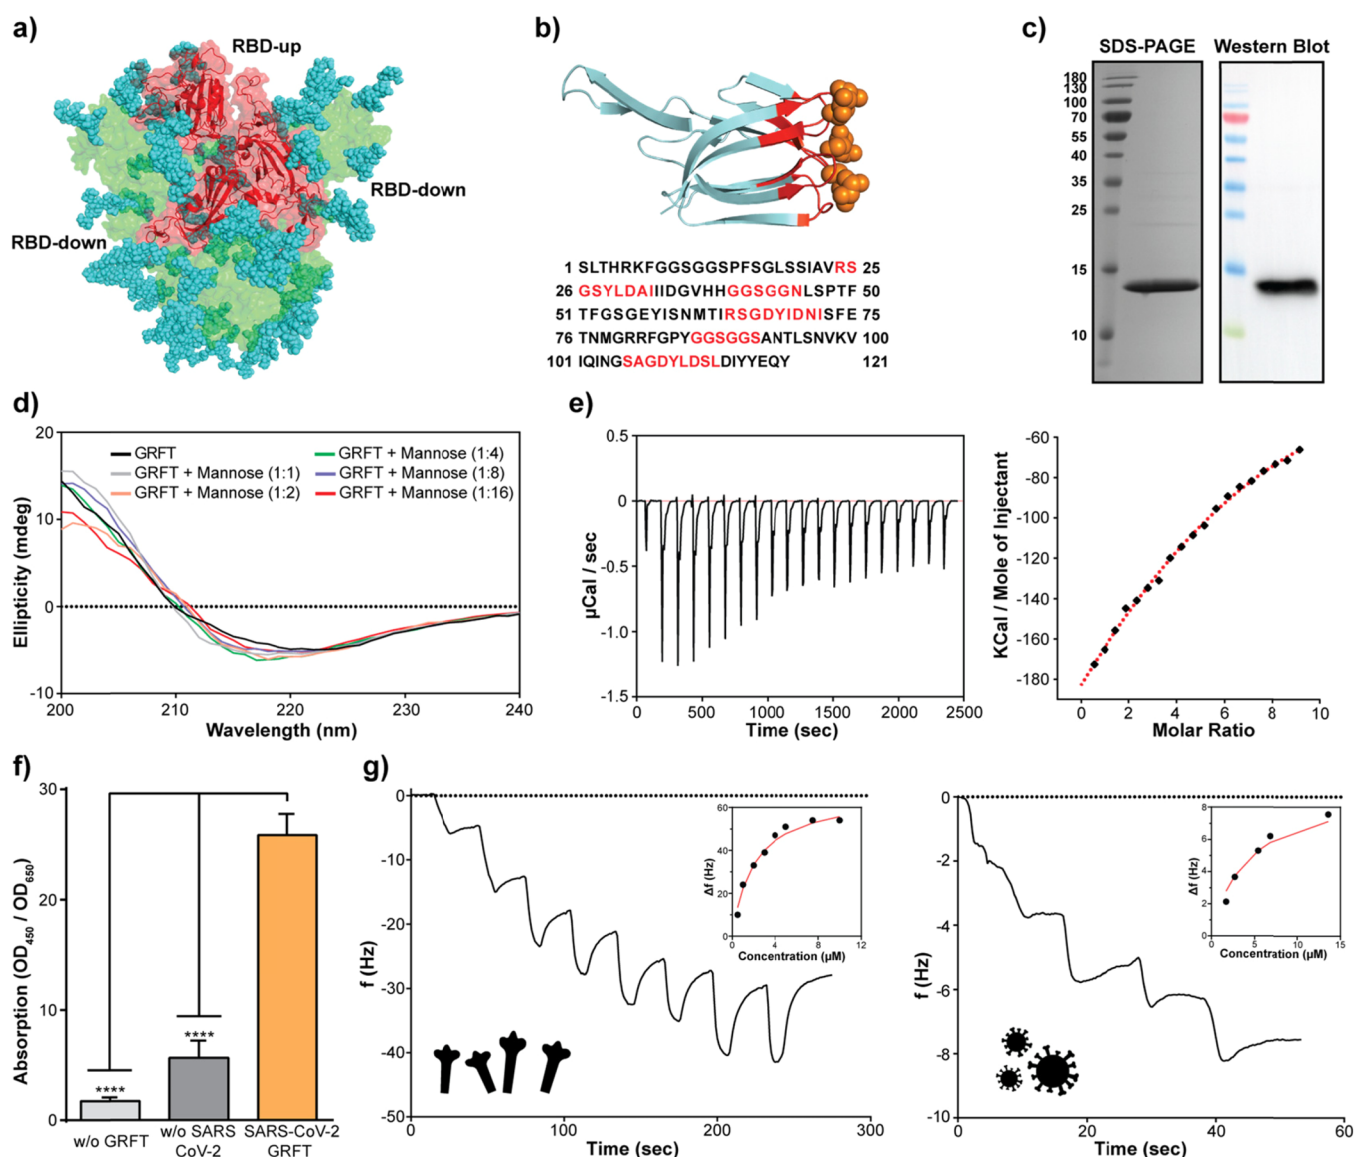 a)
RBD-up
RBD-down
RBD-down
b)
1 SLTHRKFGGSGGSPFSGLSSIAVRS 25
26 GSYLDAIIIDGVHHGGSGGNLSPTF 50
51 TFGSGEYISNMTIRSGDYIDNISFE 75
76 TNMGRRFGPYGGSGGSANTLSNVKV 100
101 IQINGSAGDYLDSLDIYYEQY 121
c)
SDS-PAGE Western Blot
180
130
100
70
55
40
35
25
15
10
d)
20
10
0
-10
Ellipticity (mdeg)
GRFT
GRFT + Mannose (1:1)
GRFT + Mannose (1:2)
GRFT + Mannose (1:4)
GRFT + Mannose (1:8)
GRFT + Mannose (1:16)
200 210 220 230 240
Wavelength (nm)
e)
0.5
0
-0.5
-1.0
-1.5
µCal / sec
0 500 1000 1500 2000 2500
Time (sec)
-60
-80
-100
-120
-140
-160
-180
KCal / Mole of Injectant
0 2 4 6 8 10
Molar Ratio
f)
30
20
10
0
Absorption (OD450 / OD650)
****
****
w/o GRFT
w/o SARS
CoV-2
SARS-CoV-2
GRFT
g)
0
-10
-20
-30
-40
-50
f (Hz)
0 100 200 300
Time (sec)
60
40
20
0
Δf (Hz)
0 4 8 12
Concentration (µM)
0
-2
-4
-6
-8
-10
f (Hz)
0 20 40 60
Time (sec)
8
6
4
2
0
Δf (Hz)
0 5 10 15
Concentration (µM)